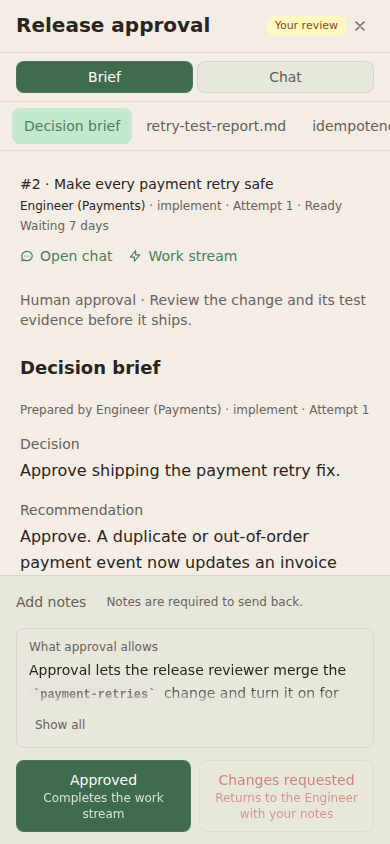 Release approval
Your review
Brief
Chat
Decision brief
retry-test-report.md
#2 · Make every payment retry safe
Engineer (Payments) · implement · Attempt 1 · Ready
Waiting 7 days
Open chat
Work stream
Human approval · Review the change and its test
evidence before it ships.
Decision brief
Prepared by Engineer (Payments) · implement · Attempt 1
Decision
Approve shipping the payment retry fix.
Recommendation
Approve. A duplicate or out-of-order
payment event now updates an invoice
Add notes
Notes are required to send back.
What approval allows
Approval lets the release reviewer merge the
`payment-retries` change and turn it on for
Show all
Approved
Completes the work
stream
Changes requested
Returns to the Engineer
with your notes